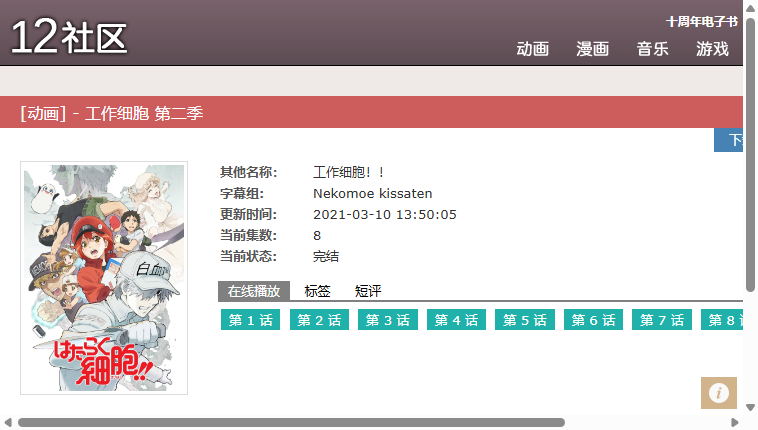 12社区
十周年电子书
动画 漫画 音乐 游戏
[动画] - 工作细胞 第二季
其他名称: 工作细胞！！
字幕组: Nekomoe kissaten
更新时间: 2021-03-10 13:50:05
当前集数: 8
当前状态: 完结
在线播放 标签 短评
第 1 话 第 2 话 第 3 话 第 4 话 第 5 话 第 6 话 第 7 话 第 8
白血球
はたらく
細胞!!
i